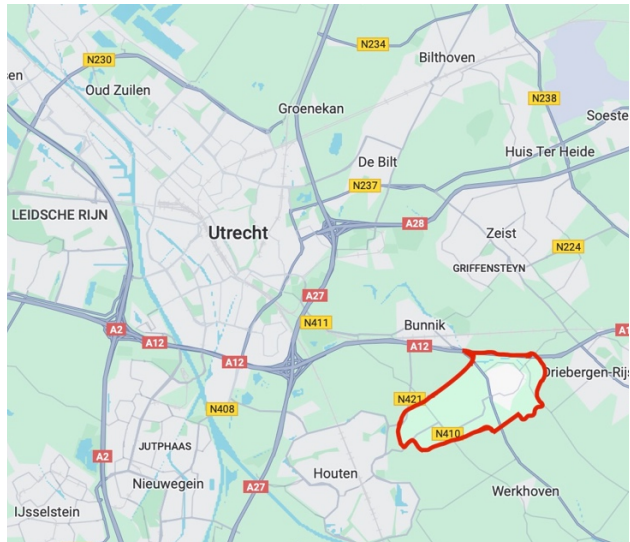 N234
Bilthoven
N230
en
Oud Zuilen
N238
Groenekan
Soeste
De Bilt
Huis Ter Heide
N237
LEIDSCHE RIJN
A28
Utrecht
Zeist
N224
GRIFFENSTEYN
A27
N411
Bunnik
A2
A12
A12
A12
A1
Driebergen-Rijs
N421
N408
N410
JUTPHAAS
A2
Houten
Nieuwegein
A27
Werkhoven
IJsselstein